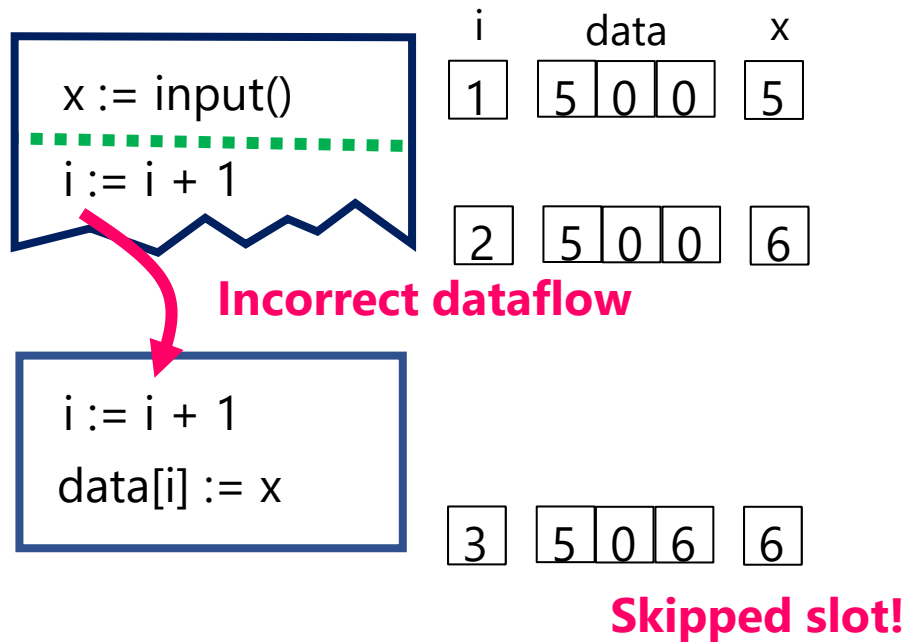 i data x
1 5 0 0 5
x := input()
i := i + 1
2 5 0 0 6
Incorrect dataflow
i := i + 1
data[i] := x
3 5 0 6 6
Skipped slot!